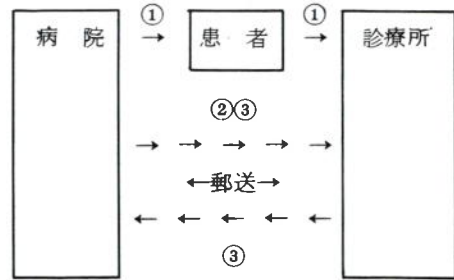 ① ①
病院 → 患者 → 診療所
②③
→ → → → →
←郵送→
← ← ← ← ←
③